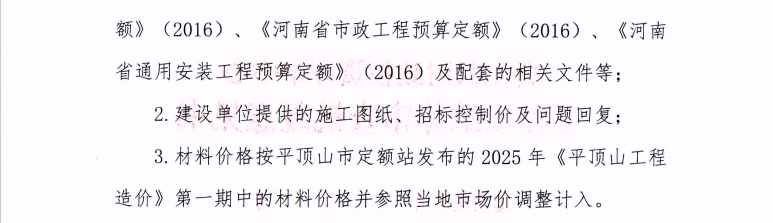 额》（2016）、《河南省市政工程预算定额》（2016）、《河南
省通用安装工程预算定额》（2016）及配套的相关文件等；
2.建设单位提供的施工图纸、招标控制价及问题回复；
3.材料价格按平顶山市定额站发布的 2025 年《平顶山工程
造价》第一期中的材料价格并参照当地市场价调整计入。